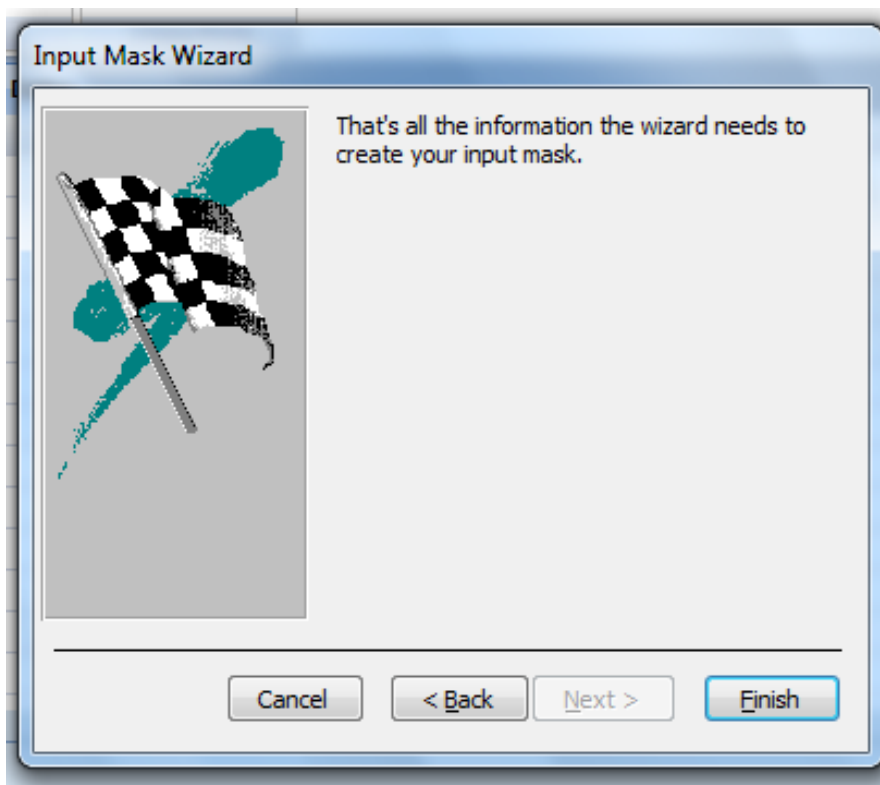 Input Mask Wizard
That's all the information the wizard needs to
create your input mask.
Cancel
< Back
Next >
Finish